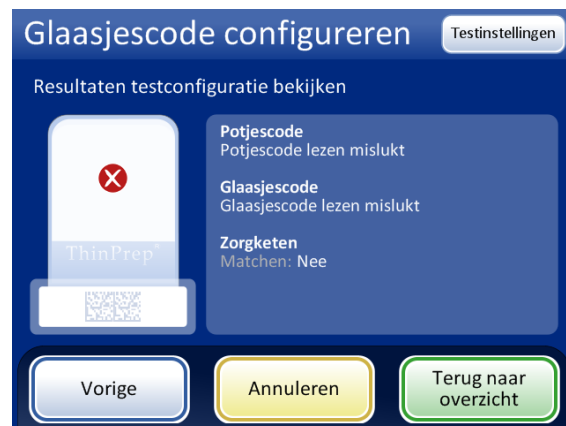 Glaasjescode configureren
Testinstellingen
Resultaten testconfiguratie bekijken
ThinPrep®
Potjescode
Potjescode lezen mislukt
Glaasjescode
Glaasjescode lezen mislukt
Zorgketen
Matchen: Nee
Vorige
Annuleren
Terug naar
overzicht